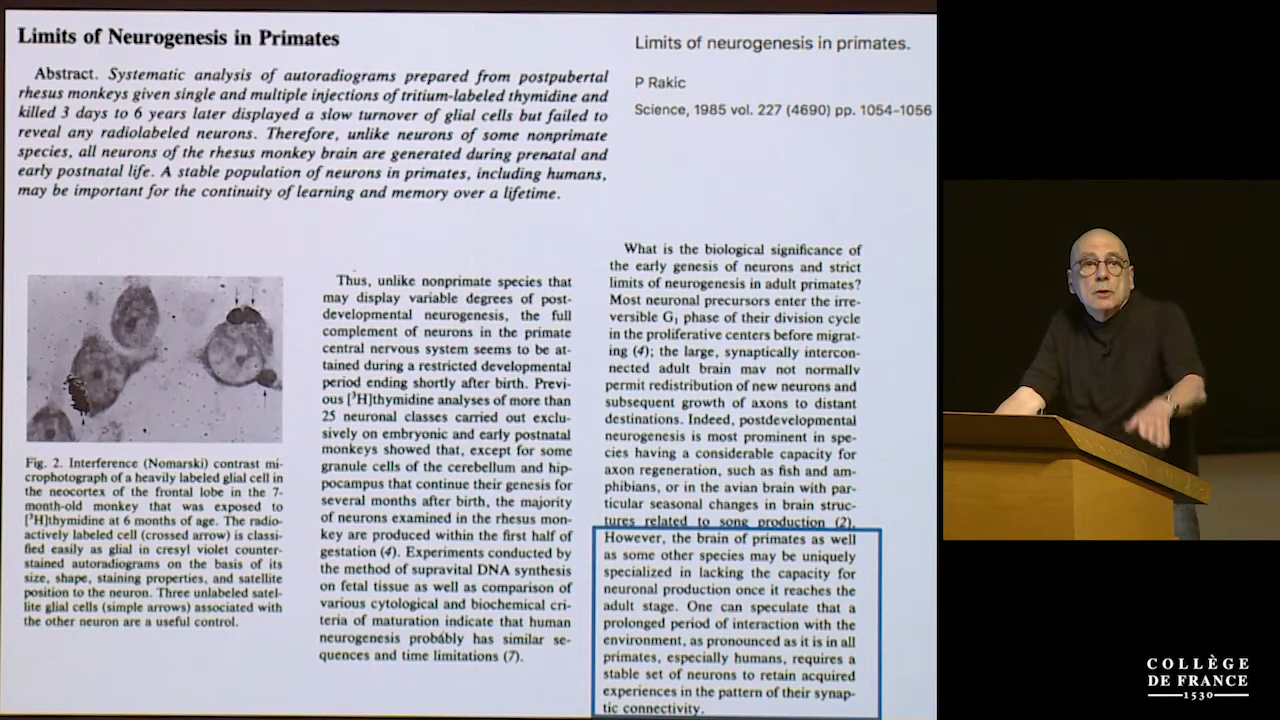 Limits of Neurogenesis in Primates
Abstract. Systematic analysis of autoradiograms prepared from postpubertal
rhesus monkeys given single and multiple injections of tritium-labeled thymidine and
killed 3 days to 6 years later displayed a slow turnover of glial cells but failed to
reveal any radiolabeled neurons. Therefore, unlike neurons of some nonprimate
species, all neurons of the rhesus monkey brain are generated during prenatal and
early postnatal life. A stable population of neurons in primates, including humans,
may be important for the continuity of learning and memory over a lifetime.
Limits of neurogenesis in primates.
P Rakic
Science, 1985 vol. 227 (4690) pp. 1054-1056
Fig. 2. Interference (Nomarski) contrast mi-
crophotograph of a heavily labeled glial cell in
the neocortex of the frontal lobe in the 7-
month-old monkey that was exposed to
[³H]thymidine at 6 months of age. The radio-
actively labeled cell (crossed arrow) is classi-
fied easily as glial in cresyl violet counter-
stained autoradiograms on the basis of its
size, shape, staining properties, and satellite
position to the neuron. Three unlabeled satel-
lite glial cells (simple arrows) associated with
the other neuron are a useful control.
Thus, unlike nonprimate species that
may display variable degrees of post-
developmental neurogenesis, the full
complement of neurons in the primate
central nervous system seems to be at-
tained during a restricted developmental
period ending shortly after birth. Previ-
ous [³H]thymidine analyses of more than
25 neuronal classes carried out exclu-
sively on embryonic and early postnatal
monkeys showed that, except for some
granule cells of the cerebellum and hip-
pocampus that continue their genesis for
several months after birth, the majority
of neurons examined in the rhesus mon-
key are produced within the first half of
gestation (4). Experiments conducted by
the method of supravital DNA synthesis
on fetal tissue as well as comparison of
various cytological and biochemical cri-
teria of maturation indicate that human
neurogenesis probably has similar se-
quences and time limitations (7).
What is the biological significance of
the early genesis of neurons and strict
limits of neurogenesis in adult primates?
Most neuronal precursors enter the irre-
versible G₁ phase of their division cycle
in the proliferative centers before migrat-
ing (4); the large, synaptically intercon-
nected adult brain may not normally
permit redistribution of new neurons and
subsequent growth of axons to distant
destinations. Indeed, postdevelopmental
neurogenesis is most prominent in spe-
cies having a considerable capacity for
axon regeneration, such as fish and am-
phibians, or in the avian brain with par-
ticular seasonal changes in brain struc-
tures related to song production (2).
However, the brain of primates as well
as some other species may be uniquely
specialized in lacking the capacity for
neuronal production once it reaches the
adult stage. One can speculate that a
prolonged period of interaction with the
environment, as pronounced as it is in all
primates, especially humans, requires a
stable set of neurons to retain acquired
experiences in the pattern of their synap-
tic connectivity.
COLLÈGE
DE FRANCE
1530